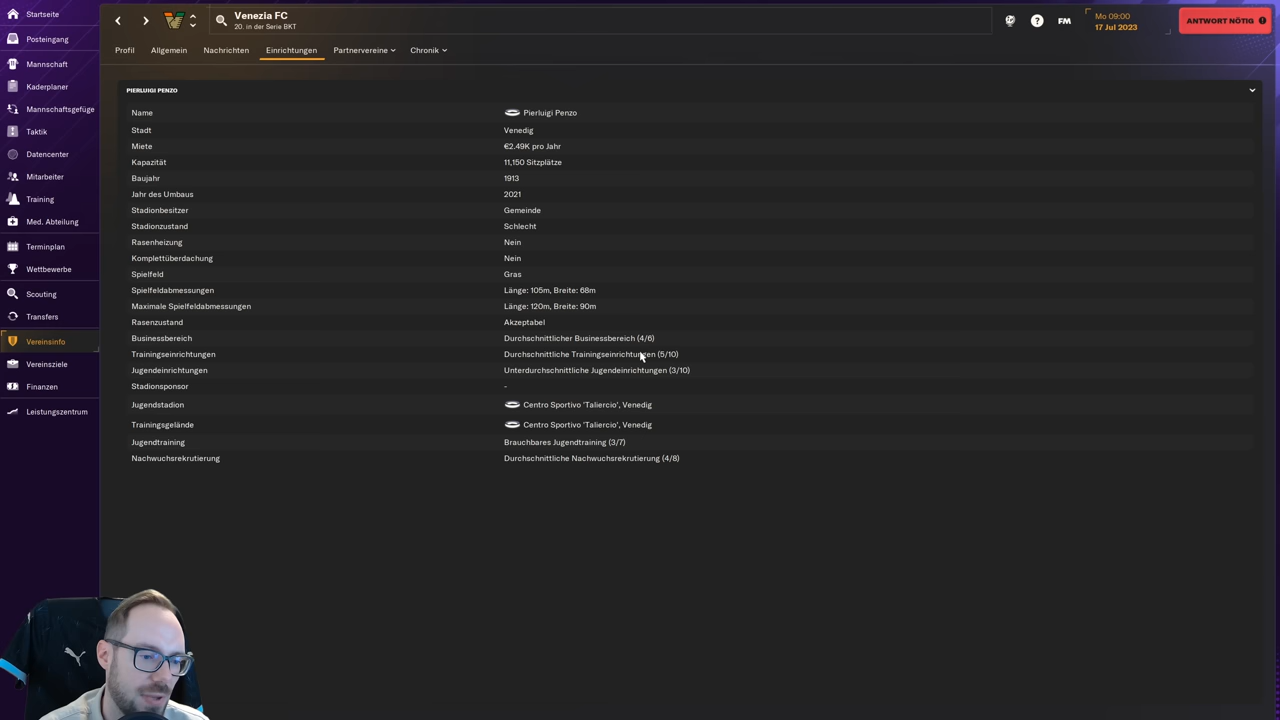 Startseite
Posteingang
Mannschaft
Kaderplaner
Mannschaftsgefüge
Taktik
Datencenter
Mitarbeiter
Training
Med. Abteilung
Terminplan
Wettbewerbe
Scouting
Transfers
Vereinsinfo
Vereinsziele
Finanzen
Leistungszentrum
Venezia FC
20. in der Serie BKT
FM
Mo 09:00
17 Jul 2023
ANTWORT NÖTIG
Profil Allgemein Nachrichten Einrichtungen Partnervereine Chronik
PIERLUIGI PENZO
Name Pierluigi Penzo
Stadt Venedig
Miete €2.49K pro Jahr
Kapazität 11,150 Sitzplätze
Baujahr 1913
Jahr des Umbaus 2021
Stadionbesitzer Gemeinde
Stadionzustand Schlecht
Rasenheizung Nein
Komplettüberdachung Nein
Spielfeld Gras
Spielfeldabmessungen Länge: 105m, Breite: 68m
Maximale Spielfeldabmessungen Länge: 120m, Breite: 90m
Rasenzustand Akzeptabel
Businessbereich Durchschnittlicher Businessbereich (4/6)
Trainingseinrichtungen Durchschnittliche Trainingseinrichtungen (5/10)
Jugendeinrichtungen Unterdurchschnittliche Jugendeinrichtungen (3/10)
Stadionsponsor -
Jugendstadion Centro Sportivo 'Taliercio', Venedig
Trainingsgelände Centro Sportivo 'Taliercio', Venedig
Jugendtraining Brauchbares Jugendtraining (3/7)
Nachwuchsrekrutierung Durchschnittliche Nachwuchsrekrutierung (4/8)